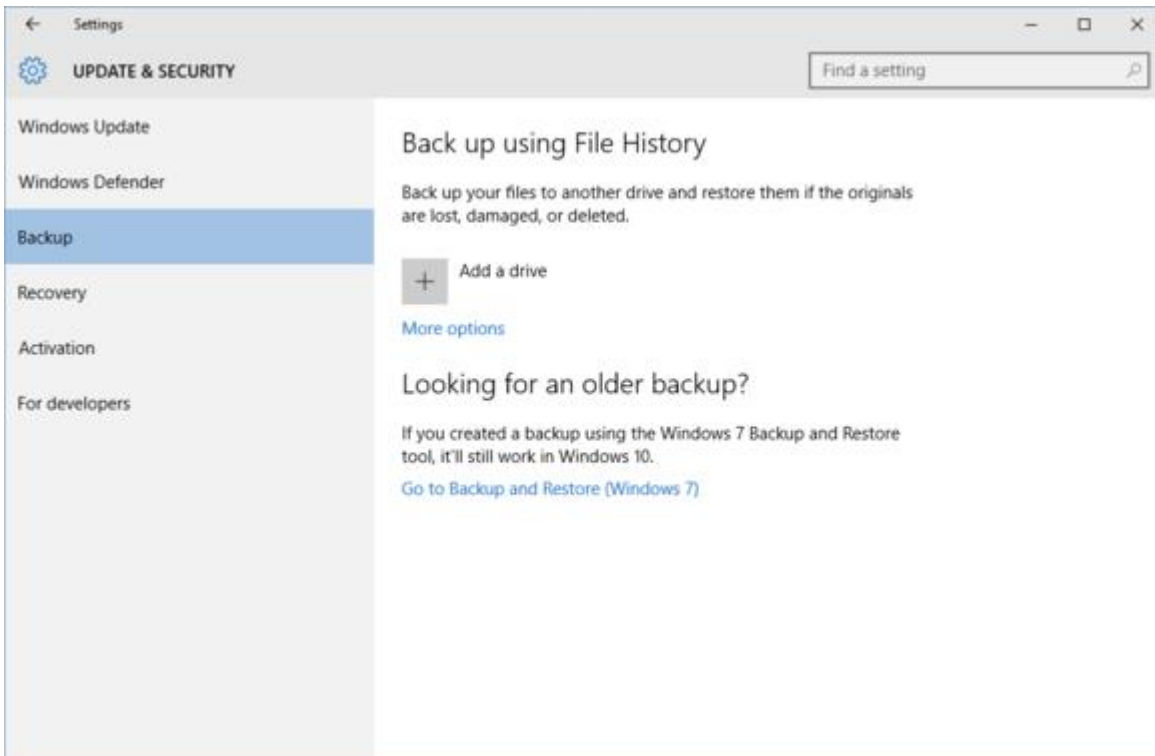 Settings
UPDATE & SECURITY
Find a setting
Windows Update
Windows Defender
Backup
Recovery
Activation
For developers
Back up using File History
Back up your files to another drive and restore them if the originals
are lost, damaged, or deleted.
Add a drive
More options
Looking for an older backup?
If you created a backup using the Windows 7 Backup and Restore
tool, it'll still work in Windows 10.
Go to Backup and Restore (Windows 7)